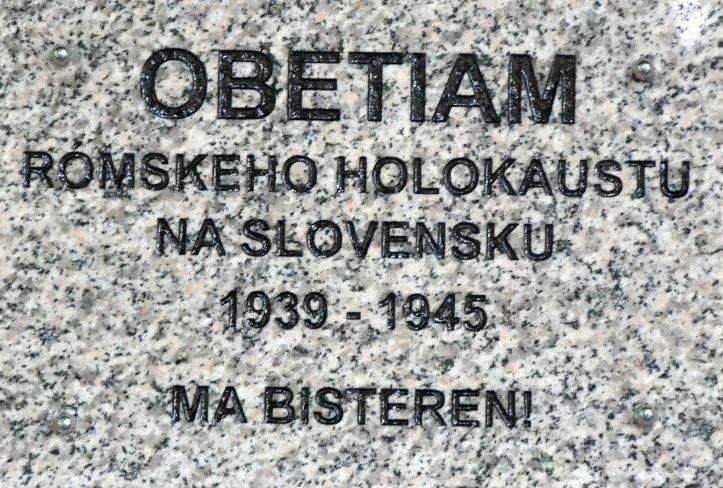 OBETIAM
RÓMSKEHO HOLOKAUSTU
NA SLOVENSKU
1939 - 1945
MA BISTEREN!